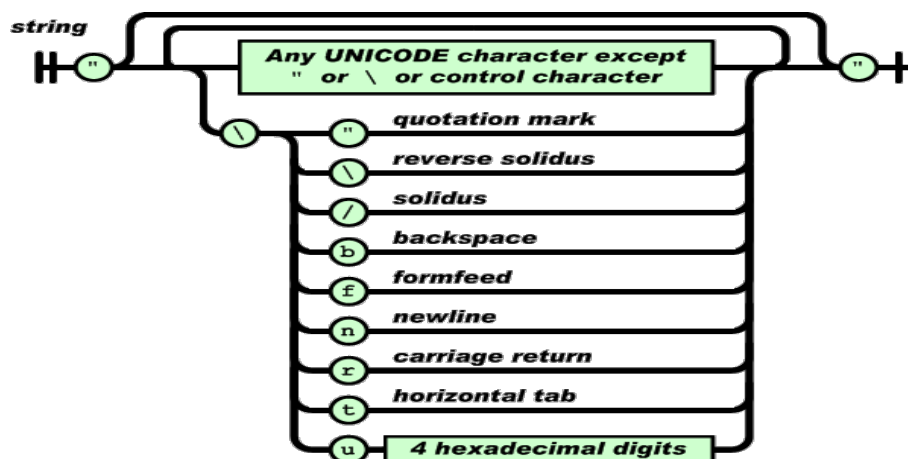 string
" Any UNICODE character except "
" or \ or control character
\ " quotation mark
\ reverse solidus
/ solidus
b backspace
f formfeed
n newline
r carriage return
t horizontal tab
u 4 hexadecimal digits